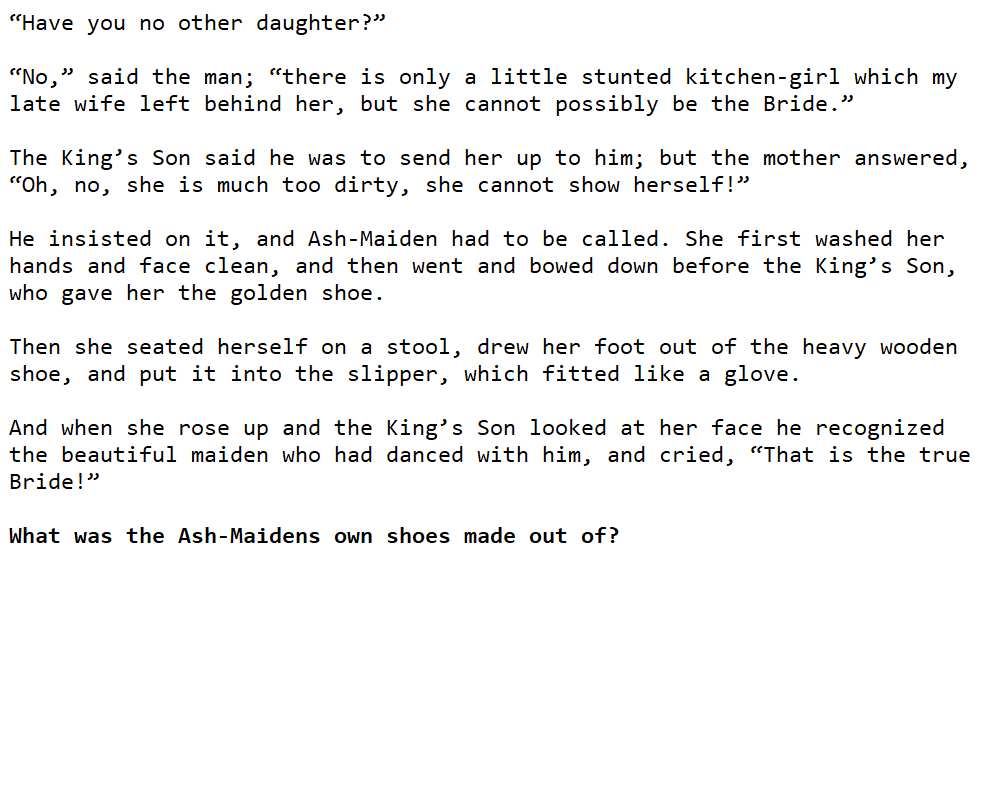 “Have you no other daughter?”
“No,” said the man; “there is only a little stunted kitchen-girl which my
late wife left behind her, but she cannot possibly be the Bride.”
The King’s Son said he was to send her up to him; but the mother answered,
“Oh, no, she is much too dirty, she cannot show herself!”
He insisted on it, and Ash-Maiden had to be called. She first washed her
hands and face clean, and then went and bowed down before the King’s Son,
who gave her the golden shoe.
Then she seated herself on a stool, drew her foot out of the heavy wooden
shoe, and put it into the slipper, which fitted like a glove.
And when she rose up and the King’s Son looked at her face he recognized
the beautiful maiden who had danced with him, and cried, “That is the true
Bride!”
What was the Ash-Maidens own shoes made out of?